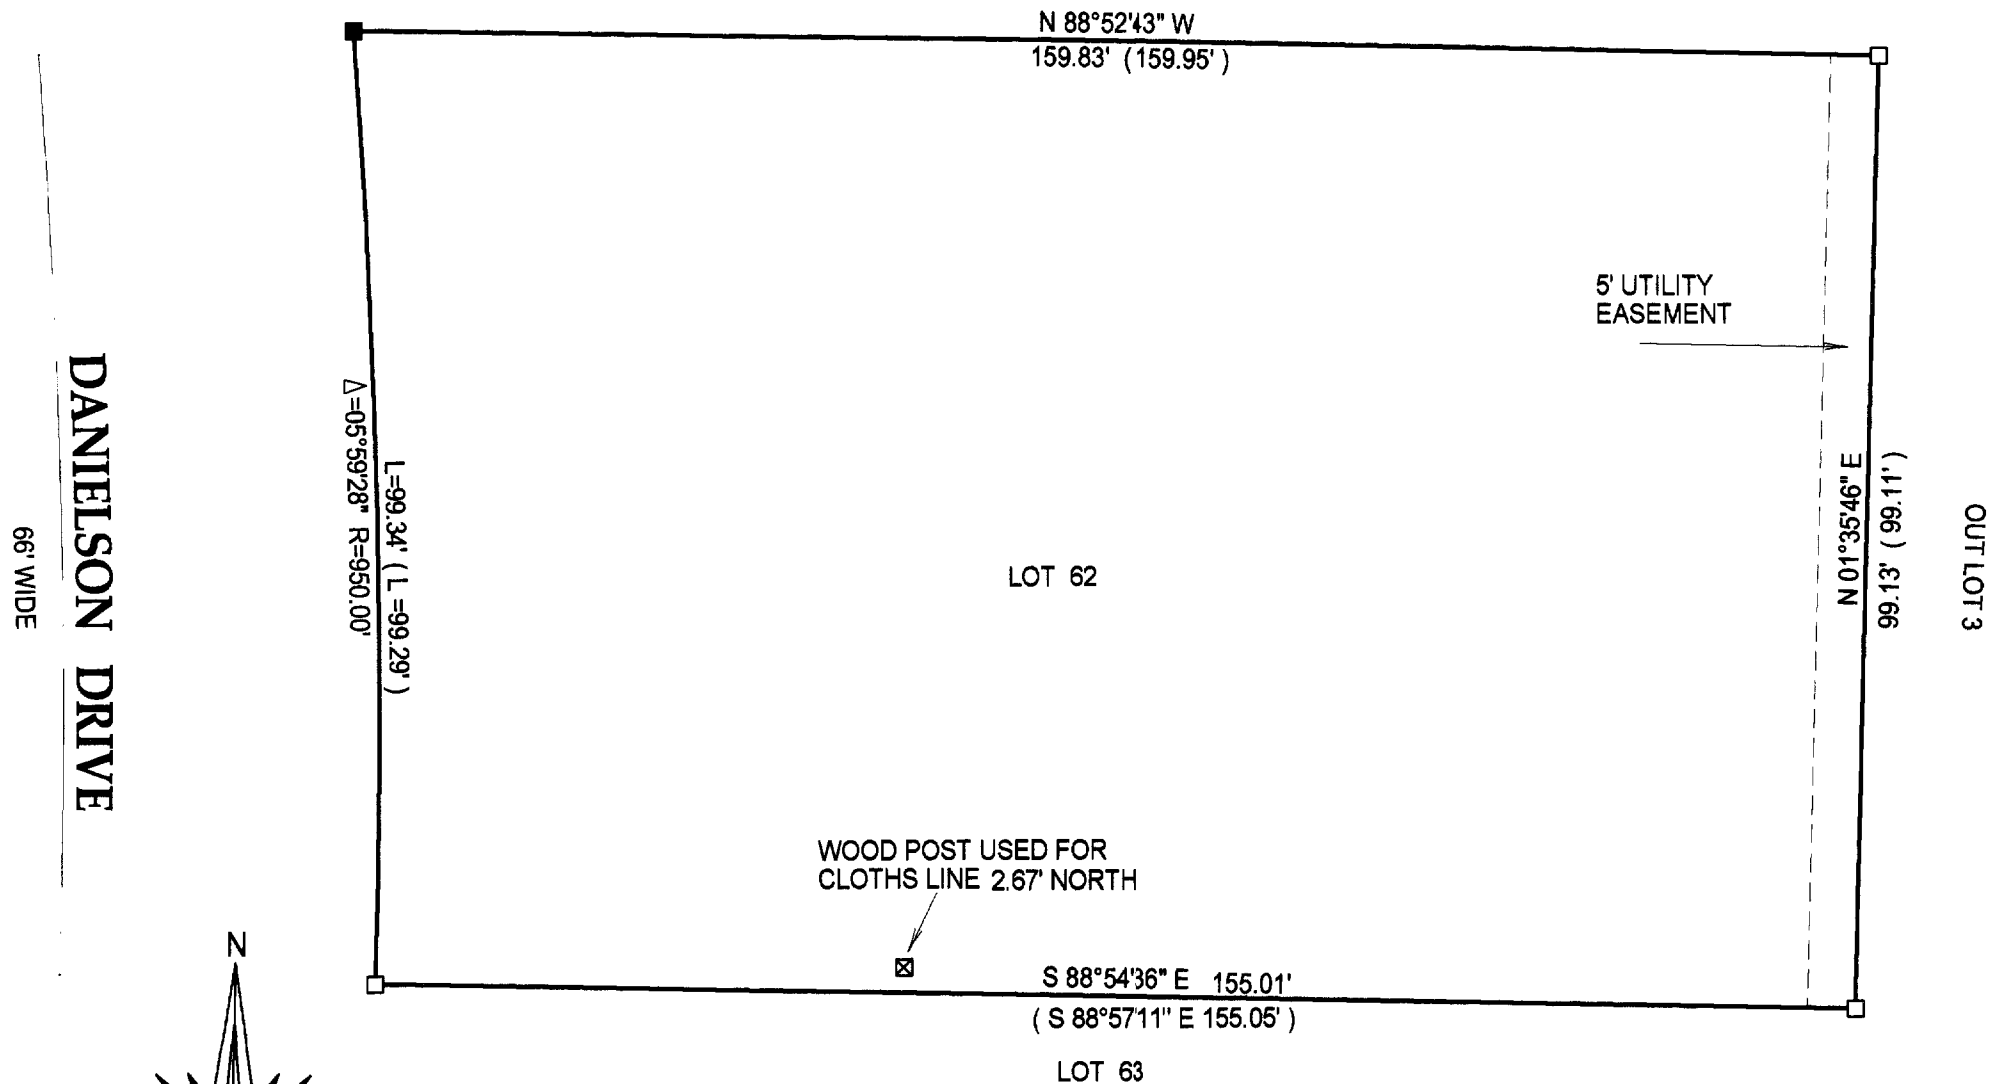 N 88°52'43" W
159.83' (159.95')
5' UTILITY
EASEMENT
DANIELSON DRIVE
66' WIDE
Δ=05°59'28" R=950.00'
L=99.34' ( L =99.29' )
N 01°35'46" E
99.13' ( 99.11' )
OUT LOT 3
LOT 62
WOOD POST USED FOR
CLOTHS LINE 2.67' NORTH
N
S 88°54'36" E 155.01'
( S 88°57'11" E 155.05' )
LOT 63